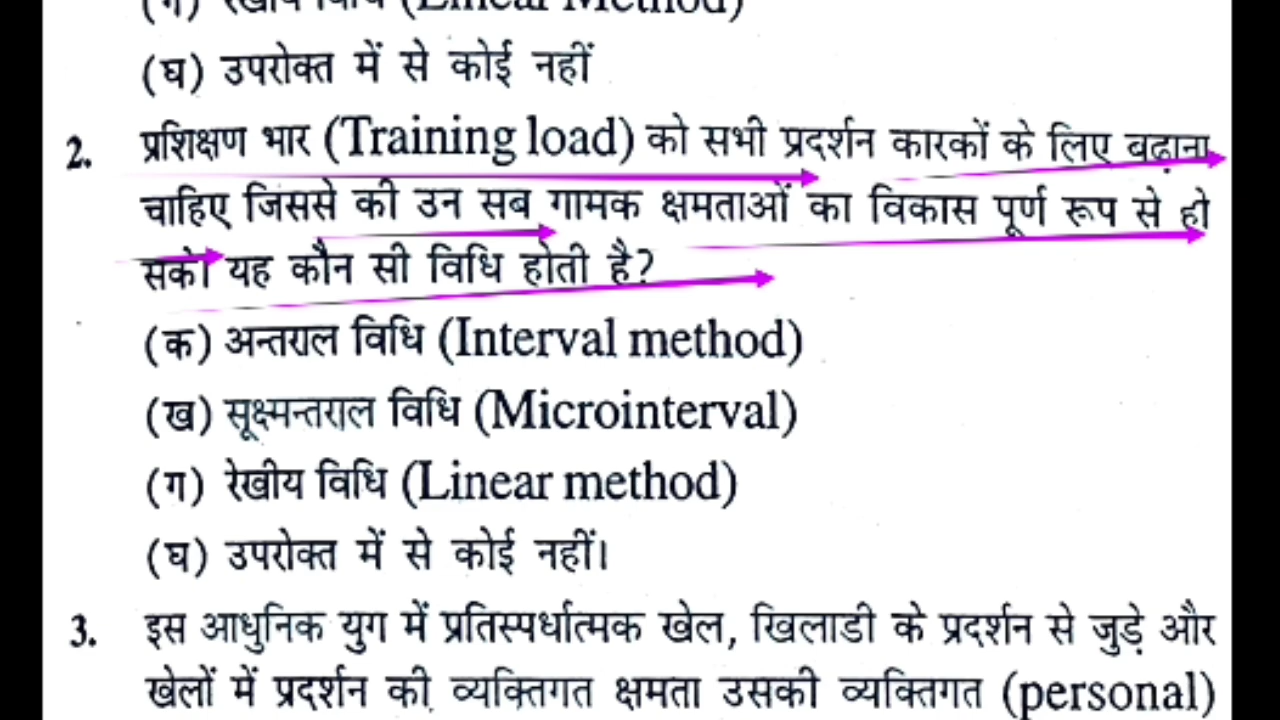 (ग) रेखीय विधि (Linear Method)
(घ) उपरोक्त में से कोई नहीं
2. प्रशिक्षण भार (Training load) को सभी प्रदर्शन कारकों के लिए बढ़ाना
चाहिए जिससे की उन सब गामक क्षमताओं का विकास पूर्ण रूप से हो
सके। यह कौन सी विधि होती है?
(क) अन्तराल विधि (Interval method)
(ख) सूक्ष्मन्तराल विधि (Microinterval)
(ग) रेखीय विधि (Linear method)
(घ) उपरोक्त में से कोई नहीं।
3. इस आधुनिक युग में प्रतिस्पर्धात्मक खेल, खिलाडी के प्रदर्शन से जुड़े और
खेलों में प्रदर्शन की व्यक्तिगत क्षमता उसकी व्यक्तिगत (personal)